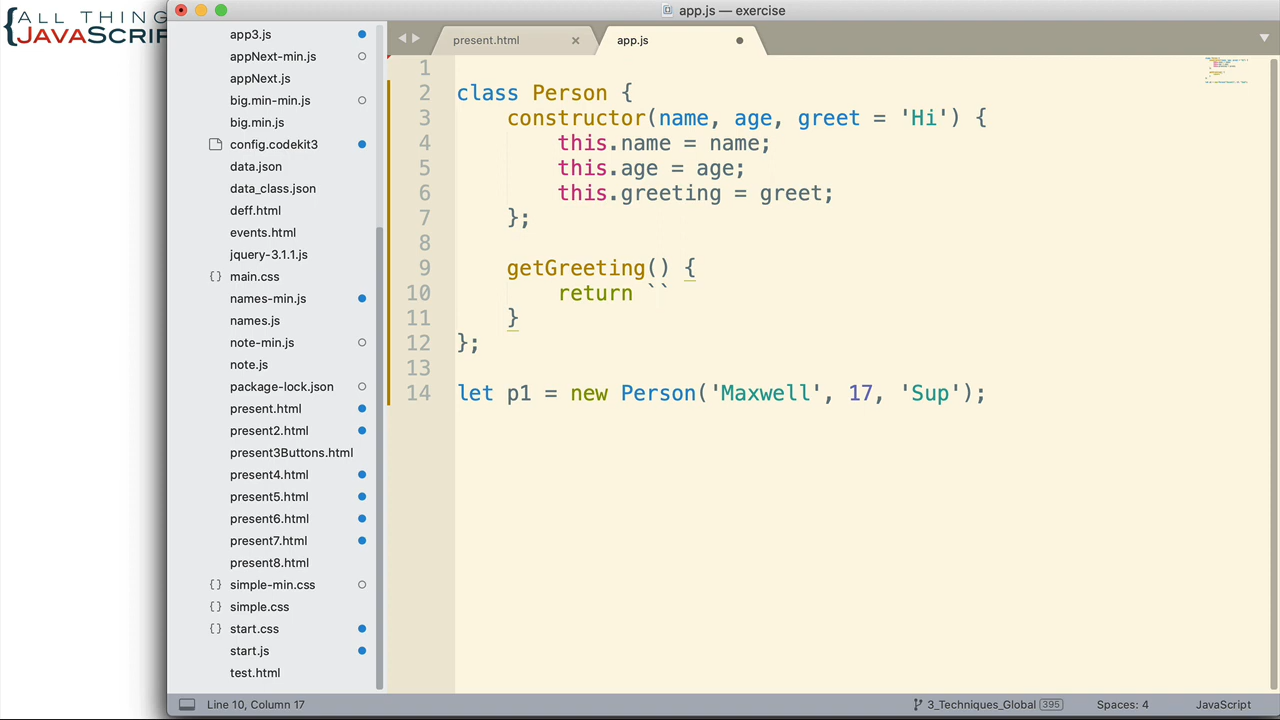 {ALL THING
JAVASCRIP
app.js — exercise
app3.js
appNext-min.js
appNext.js
big.min-min.js
big.min.js
config.codekit3
data.json
data_class.json
deff.html
events.html
jquery-3.1.1.js
{} main.css
names-min.js
names.js
note-min.js
note.js
package-lock.json
present.html
present2.html
present3Buttons.html
present4.html
present5.html
present6.html
present7.html
present8.html
{} simple-min.css
{} simple.css
{} start.css
start.js
test.html
present.html ×
app.js
1
2 class Person {
3 constructor(name, age, greet = 'Hi') {
4 this.name = name;
5 this.age = age;
6 this.greeting = greet;
7 };
8
9 getGreeting() {
10 return ``
11 }
12 };
13
14 let p1 = new Person('Maxwell', 17, 'Sup');
Line 10, Column 17
3_Techniques_Global 395
Spaces: 4
JavaScript